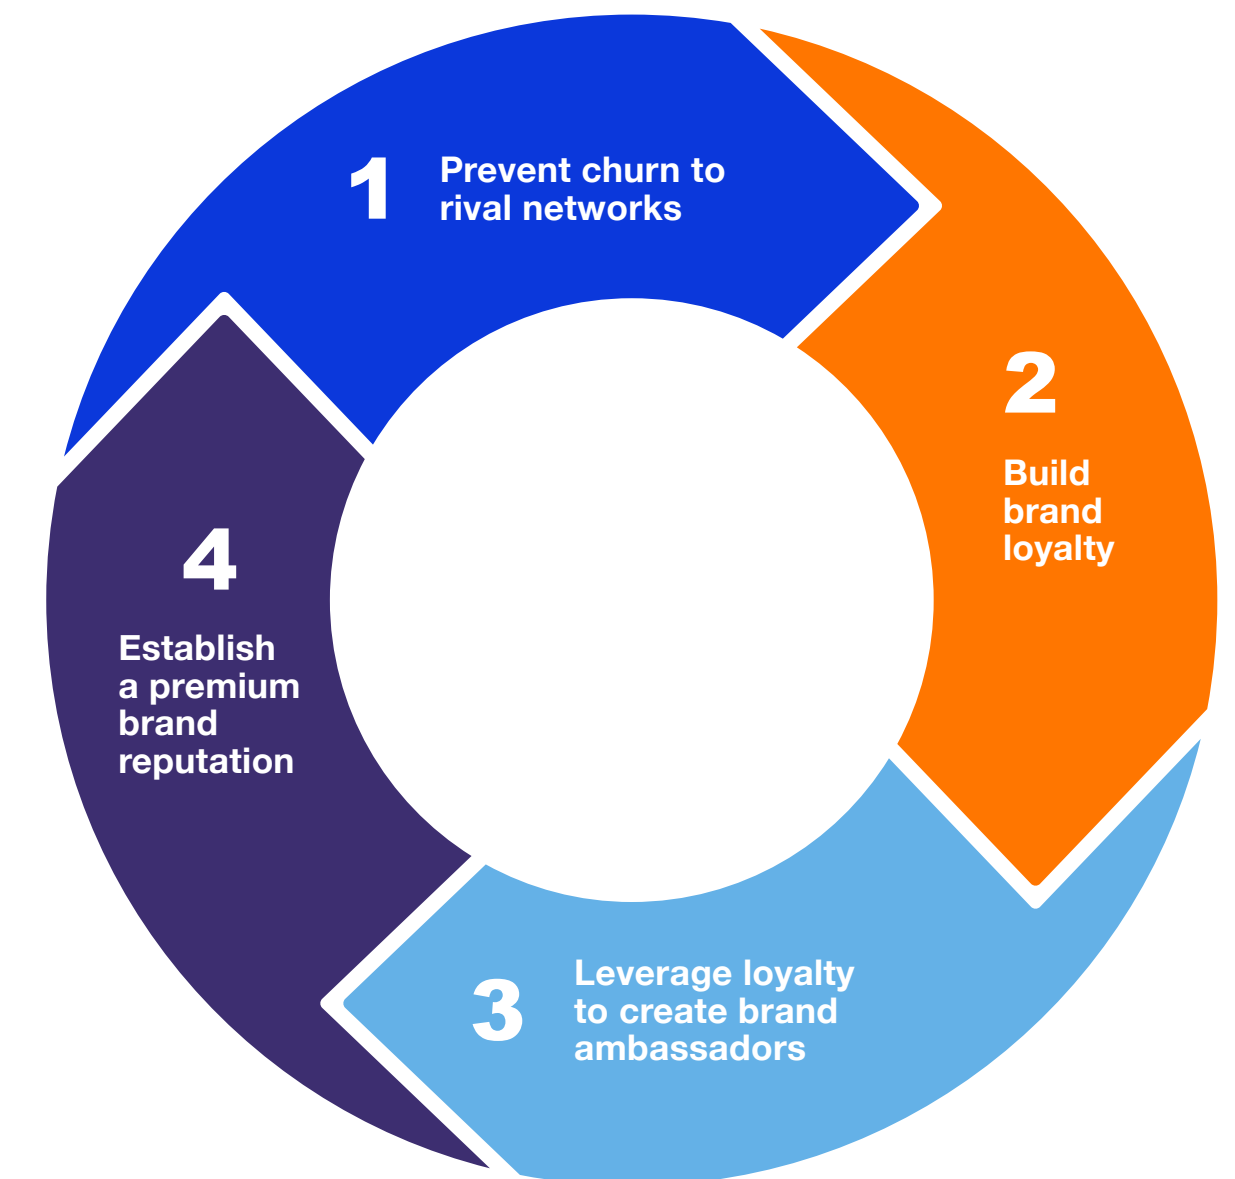 1
Prevent churn to
rival networks
2
Build
brand
loyalty
3
Leverage loyalty
to create brand
ambassadors
4
Establish
a premium
brand
reputation